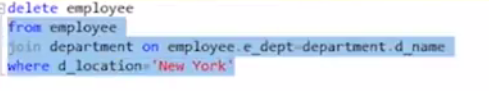 delete employee
from employee
join department on employee.e_dept=department.d_name
where d_location='New York'